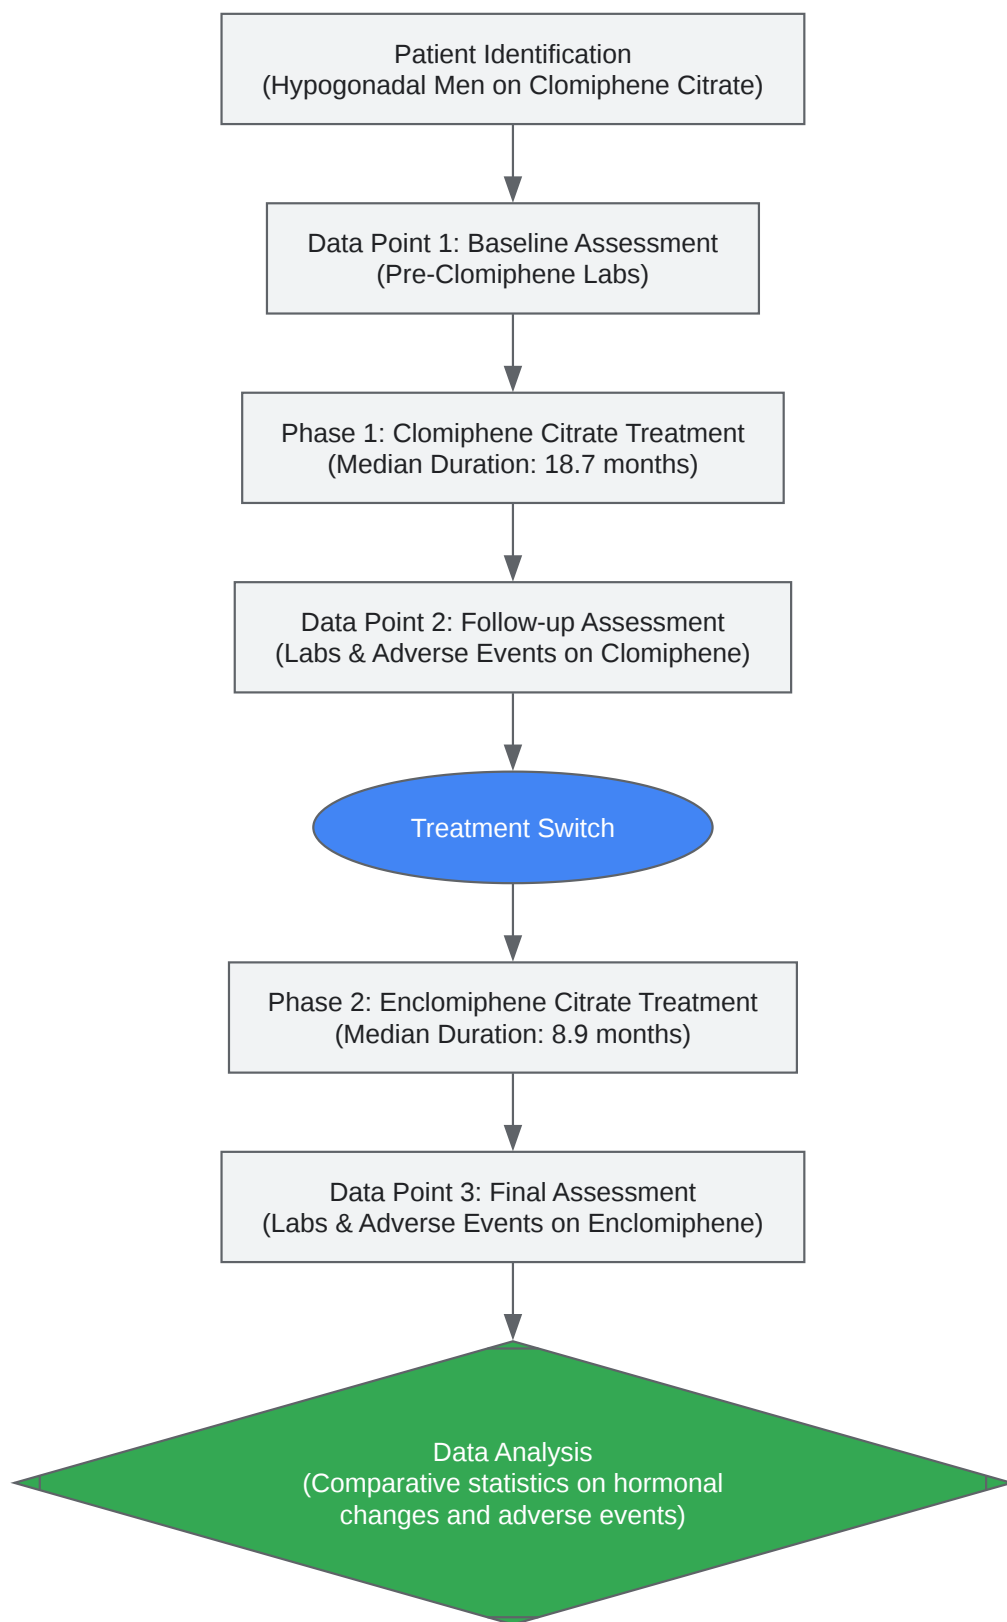 Patient Identification
(Hypogonadal Men on Clomiphene Citrate)
Data Point 1: Baseline Assessment
(Pre-Clomiphene Labs)
Phase 1: Clomiphene Citrate Treatment
(Median Duration: 18.7 months)
Data Point 2: Follow-up Assessment
(Labs & Adverse Events on Clomiphene)
Treatment Switch
Phase 2: Enclomiphene Citrate Treatment
(Median Duration: 8.9 months)
Data Point 3: Final Assessment
(Labs & Adverse Events on Enclomiphene)
Data Analysis
(Comparative statistics on hormonal
changes and adverse events)